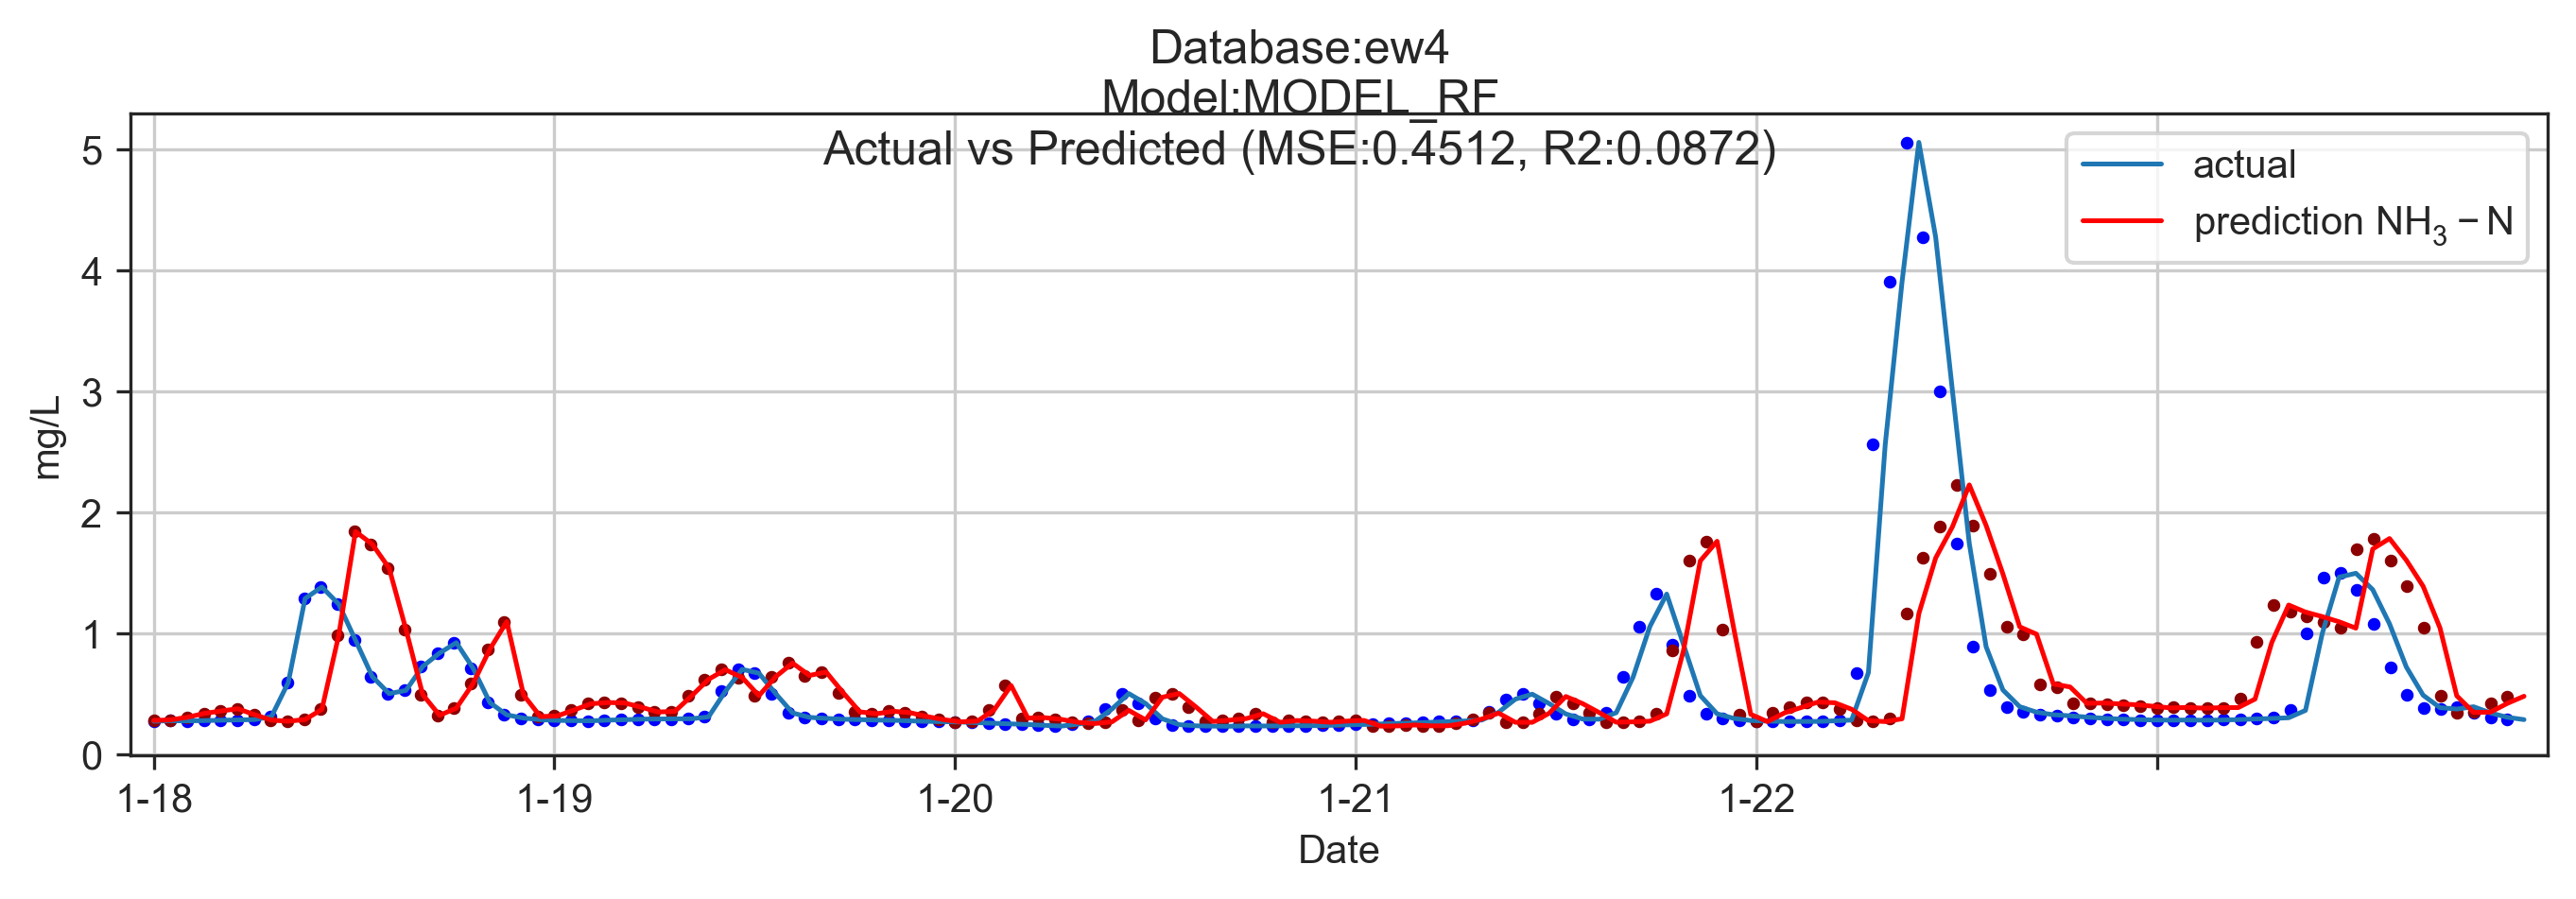 Database:ew4
Model:MODEL_RF
Actual vs Predicted (MSE:0.4512, R2:0.0872)
actual
prediction NH₃ − N
mg/L
5
4
3
2
1
0
1-18 1-19 1-20 1-21 1-22
Date